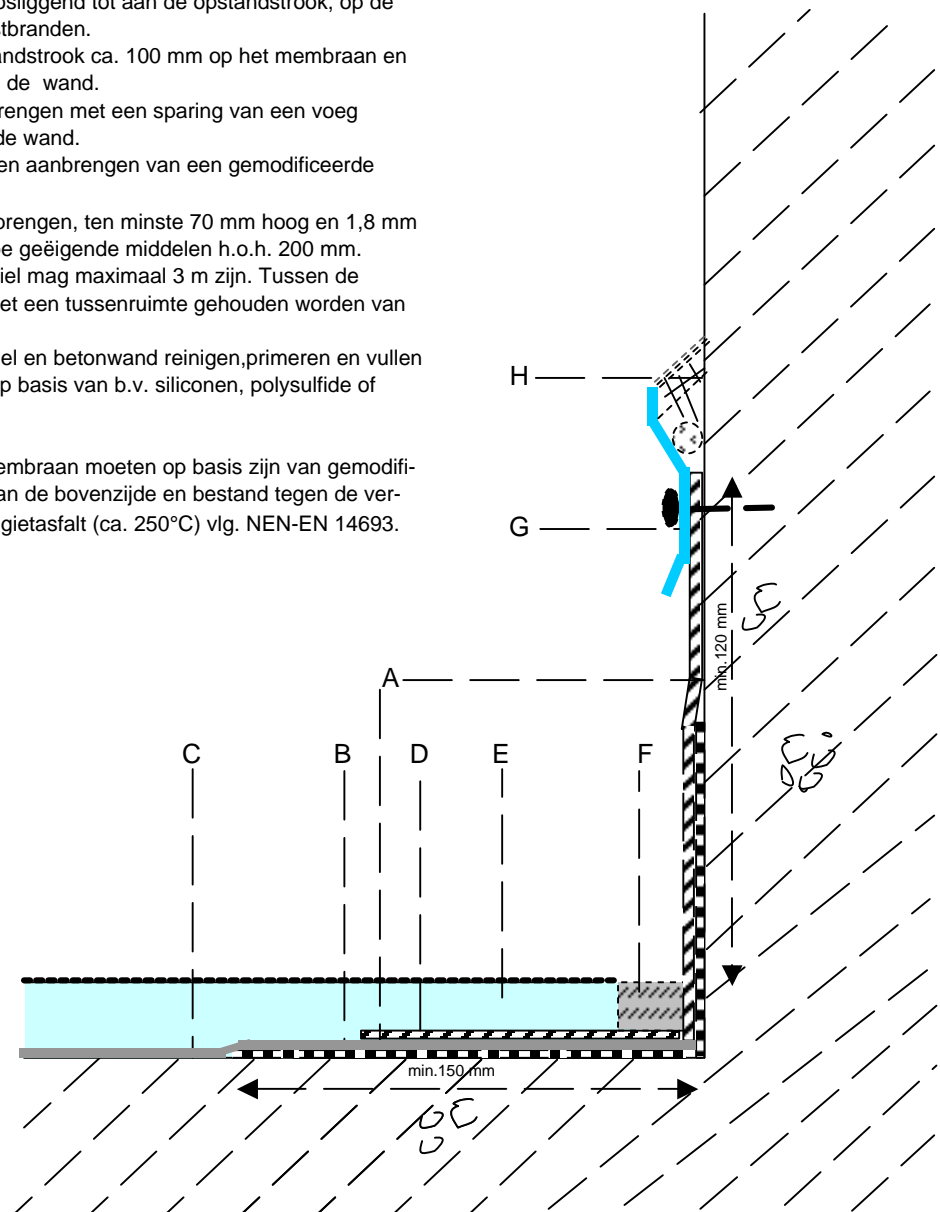 osliggend tot aan de opstandstrook, op de
stbranden.
andstrook ca. 100 mm op het membraan en
de wand.
rengen met een sparing van een voeg
de wand.
en aanbrengen van een gemodificeerde
brengen, ten minste 70 mm hoog en 1,8 mm
oe geëigende middelen h.o.h. 200 mm.
iel mag maximaal 3 m zijn. Tussen de
et een tussenruimte gehouden worden van
el en betonwand reinigen,primeren en vullen
p basis van b.v. siliconen, polysulfide of
embraan moeten op basis zijn van gemodifi-
an de bovenzijde en bestand tegen de ver-
gietasfalt (ca. 250°C) vlg. NEN-EN 14693.
H
G
min.120 mm
A
C B D E F
min.150 mm